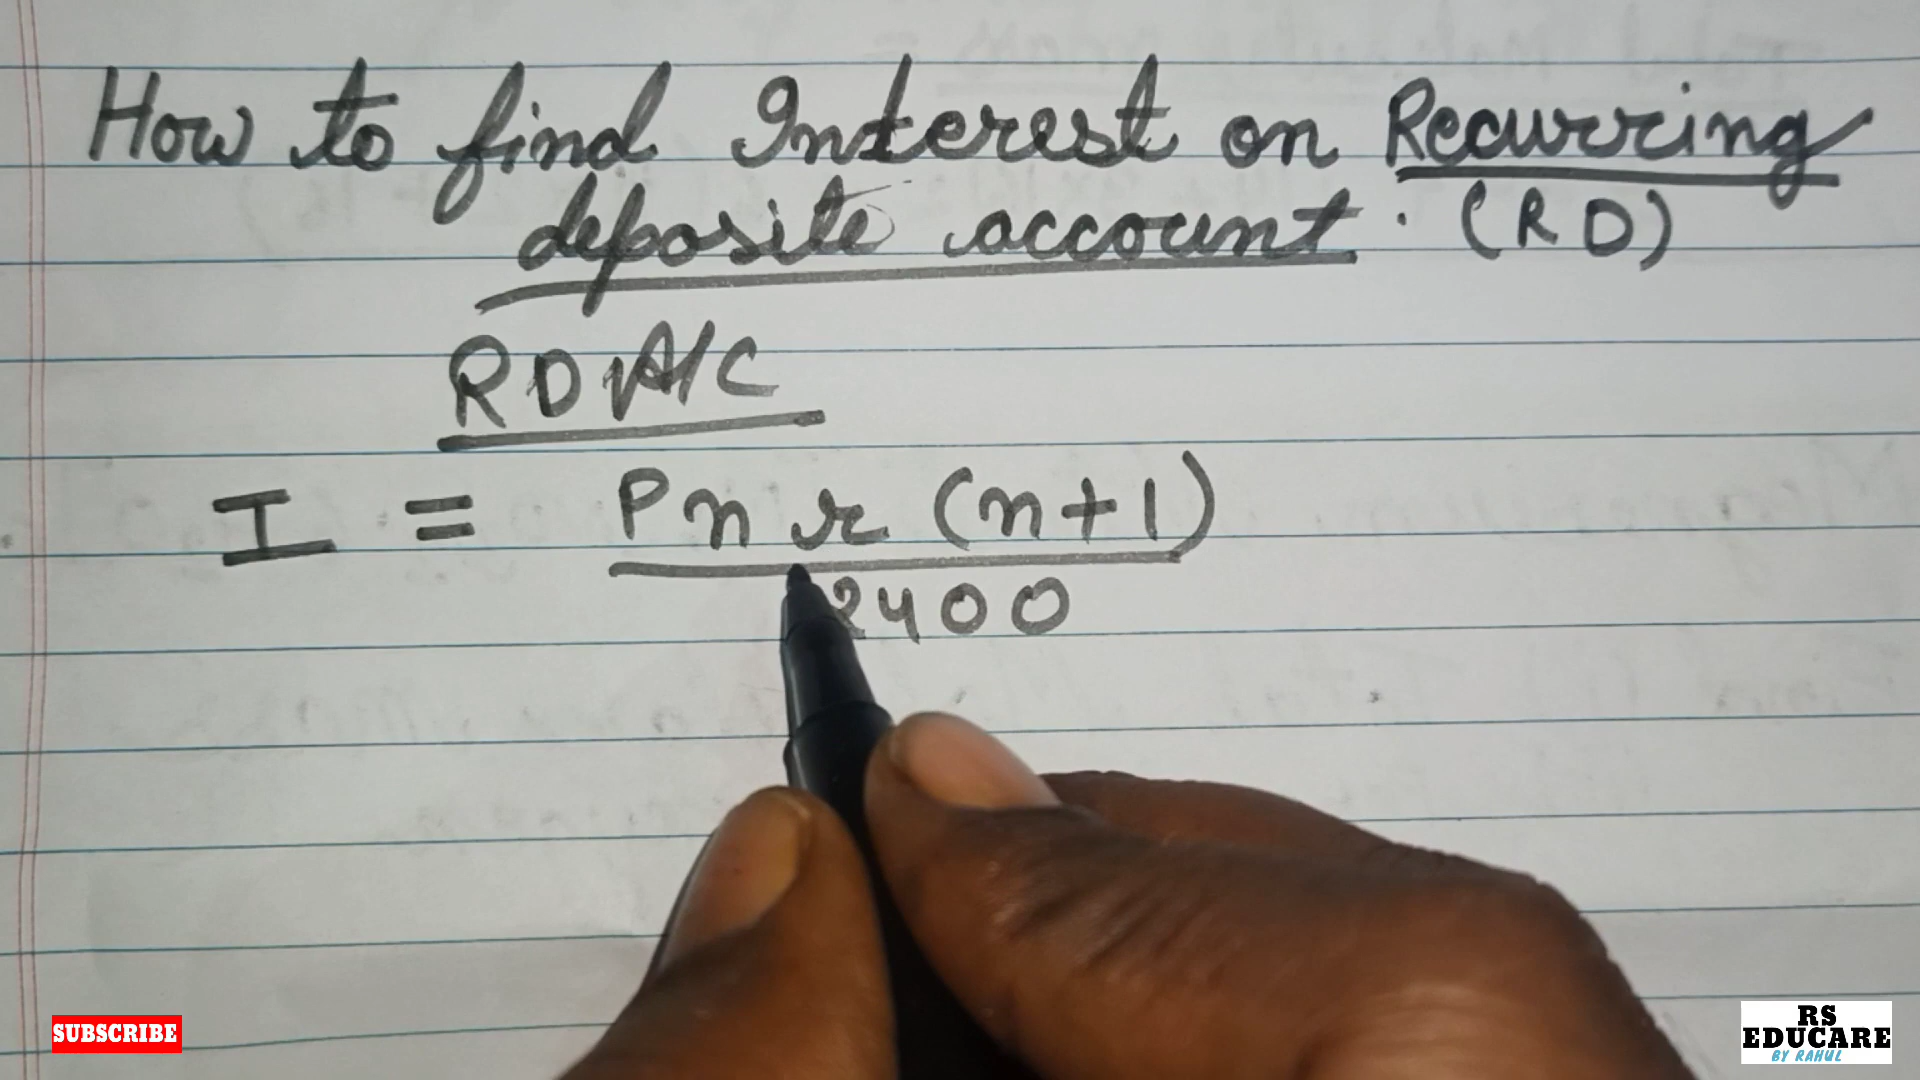 How to find Interest on Recurring
deposite account. (RD)
RD A/C
I = Pnr(n+1)
2400
SUBSCRIBE
RS
EDUCARE
BY RAHUL